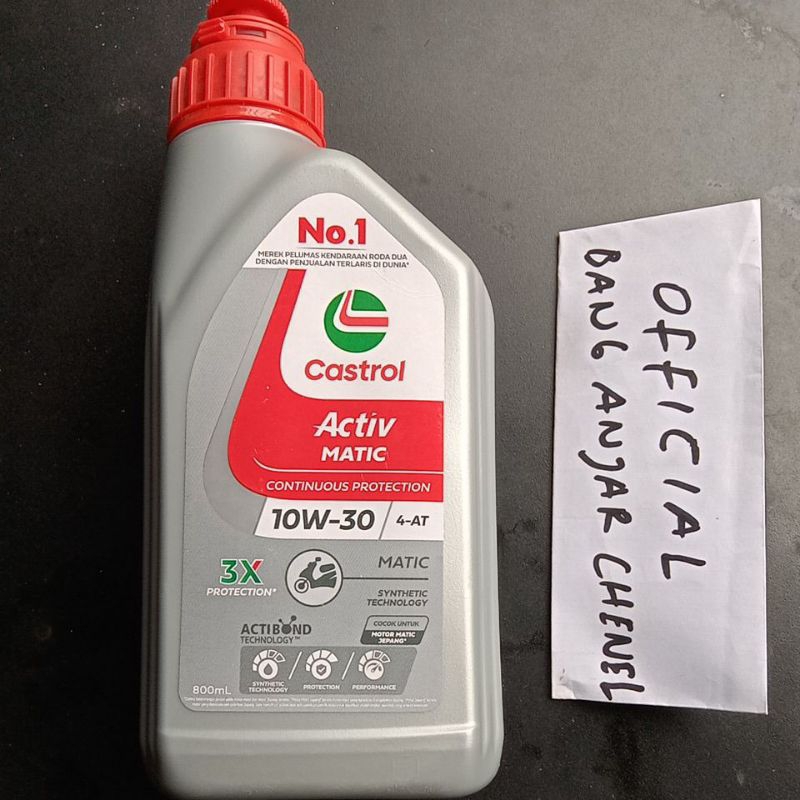 No.1
MEREK PELUMAS KENDARAAN RODA DUA
DENGAN PENJUALAN TERLARIS DI DUNIA*
Castrol
Activ
MATIC
CONTINUOUS PROTECTION
10W-30 4-AT
3X
PROTECTION*
MATIC
SYNTHETIC
TECHNOLOGY
ACTIBOND
TECHNOLOGY™
COCOK UNTUK
MOTOR MATIC
JEPANG*
SYNTHETIC
TECHNOLOGY
PROTECTION
PERFORMANCE
800mL
OFFICIAL
BANG ANJAR CHENEL